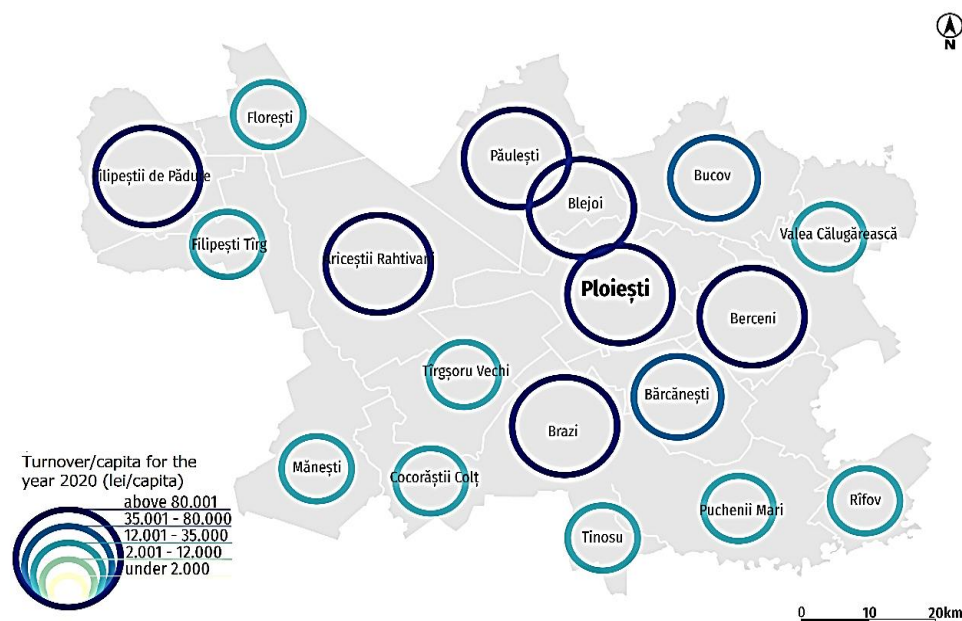 N
Florești
Filipeștii de Pădure
Păulești
Bucov
Blejoi
Valea Călugărească
Filipești Tîrg
Ariceștii Rahtivani
Ploiești
Berceni
Tîrgșoru Vechi
Bărcănești
Brazi
Mănești
Cocorăștii Colț
Rîfov
Puchenii Mari
Tinosu
Turnover/capita for the
year 2020 (lei/capita)
above 80.001
35.001 - 80.000
12.001 - 35.000
2.001 - 12.000
under 2.000
0 10 20km